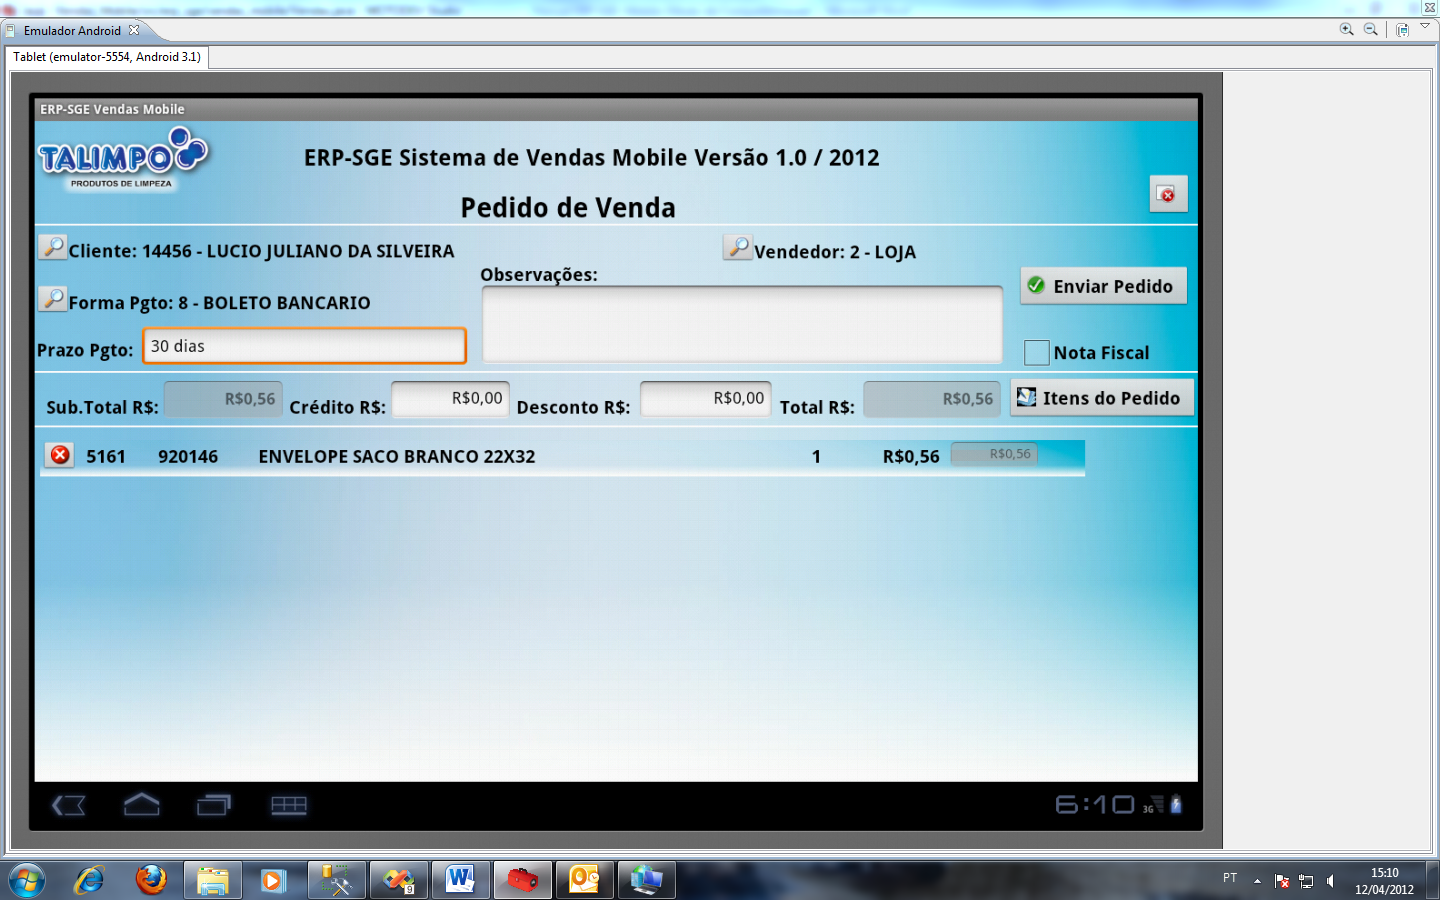 Emulador Android
Tablet (emulator-5554, Android 3.1)
ERP-SGE Vendas Mobile
TALIMPO
PRODUTOS DE LIMPEZA
ERP-SGE Sistema de Vendas Mobile Versão 1.0 / 2012
Pedido de Venda
Cliente: 14456 - LUCIO JULIANO DA SILVEIRA
Vendedor: 2 - LOJA
Observações:
Enviar Pedido
Forma Pgto: 8 - BOLETO BANCARIO
Prazo Pgto: 30 dias
Nota Fiscal
Sub.Total R$: R$0,56 Crédito R$: R$0,00 Desconto R$: R$0,00 Total R$: R$0,56 Itens do Pedido
5161 920146 ENVELOPE SACO BRANCO 22X32 1 R$0,56 R$0,56
6:10 3G
9
PT
15:10
12/04/2012